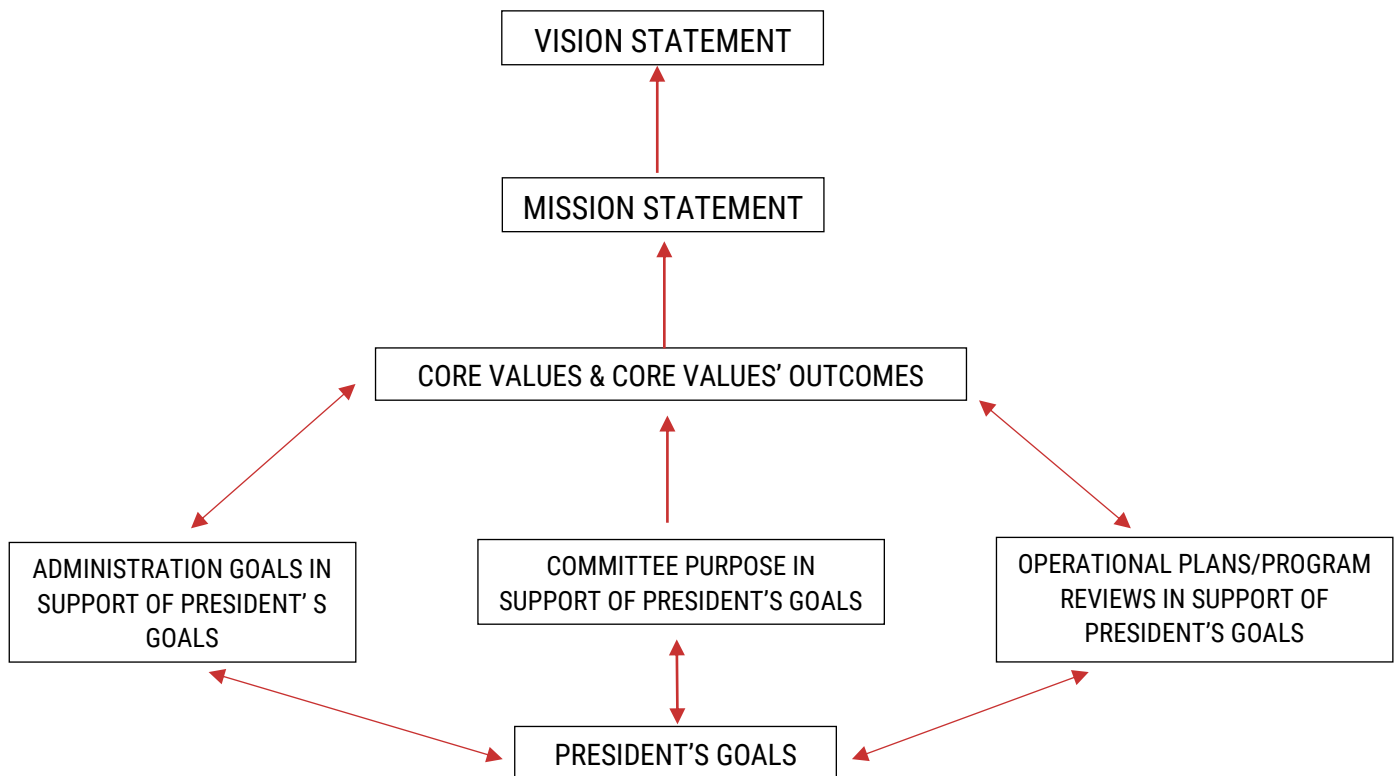 VISION STATEMENT
MISSION STATEMENT
CORE VALUES & CORE VALUES’ OUTCOMES
ADMINISTRATION GOALS IN
SUPPORT OF PRESIDENT’ S
GOALS
COMMITTEE PURPOSE IN
SUPPORT OF PRESIDENT’S GOALS
OPERATIONAL PLANS/PROGRAM
REVIEWS IN SUPPORT OF
PRESIDENT’S GOALS
PRESIDENT’S GOALS